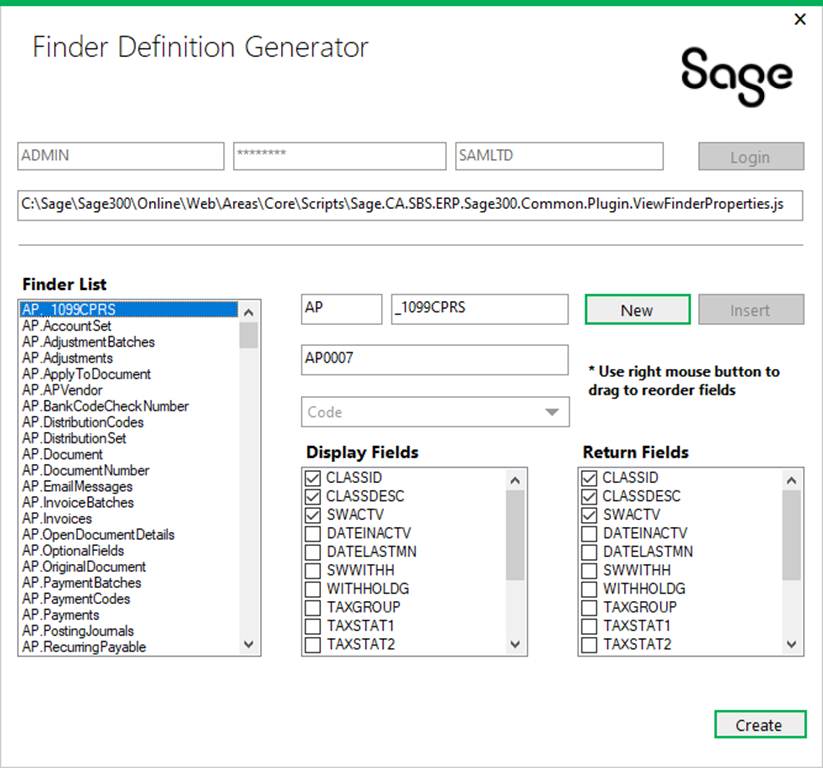 ×
Finder Definition Generator
Sage
ADMIN
********
SAMLTD
Login
C:\Sage\Sage300\Online\Web\Areas\Core\Scripts\Sage.CA.SBS.ERP.Sage300.Common.Plugin.ViewFinderProperties.js
Finder List
AP._1099CPRS
AP.AccountSet
AP.AdjustmentBatches
AP.Adjustments
AP.ApplyToDocument
AP.APVendor
AP.BankCodeCheckNumber
AP.DistributionCodes
AP.DistributionSet
AP.Document
AP.DocumentNumber
AP.EmailMessages
AP.InvoiceBatches
AP.Invoices
AP.OpenDocumentDetails
AP.OptionalFields
AP.OriginalDocument
AP.PaymentBatches
AP.PaymentCodes
AP.Payments
AP.PostingJournals
AP.RecurringPayable
AP
_1099CPRS
New
Insert
AP0007
* Use right mouse button to
drag to reorder fields
Code
Display Fields
CLASSID
CLASSDESC
SWACTV
DATEINACTV
DATELASTMN
SWWITHH
WITHHOLDG
TAXGROUP
TAXSTAT1
TAXSTAT2
Return Fields
CLASSID
CLASSDESC
SWACTV
DATEINACTV
DATELASTMN
SWWITHH
WITHHOLDG
TAXGROUP
TAXSTAT1
TAXSTAT2
Create